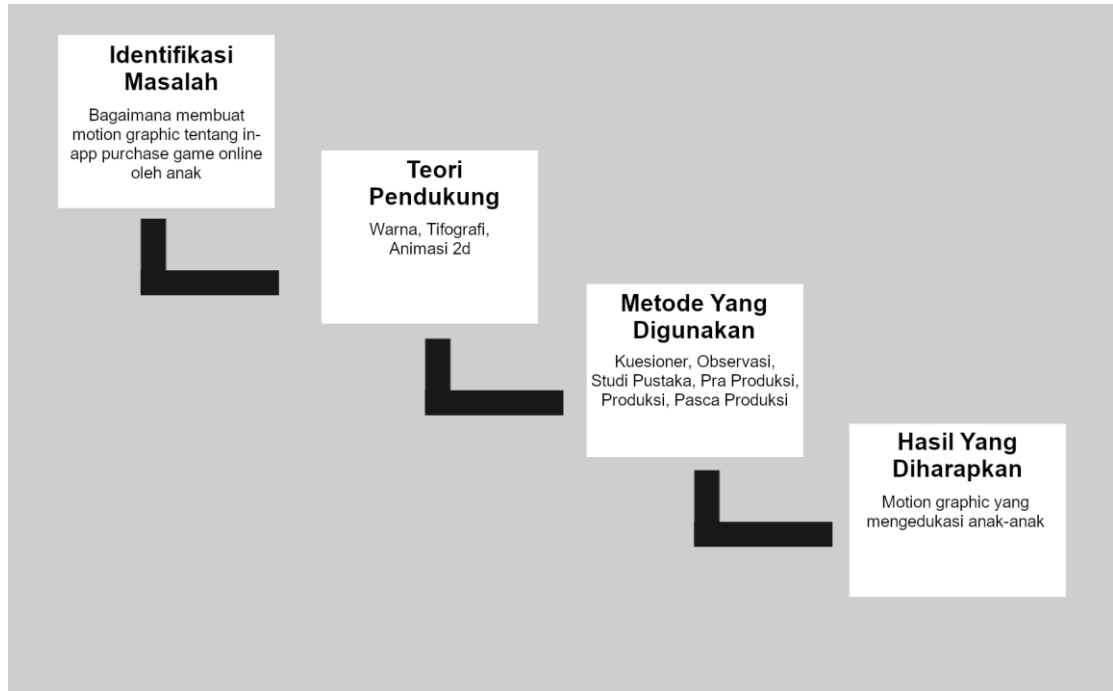 Identifikasi
Masalah
Bagaimana membuat
motion graphic tentang in-
app purchase game online
oleh anak
Teori
Pendukung
Warna, Tifografi,
Animasi 2d
Metode Yang
Digunakan
Kuesioner, Observasi,
Studi Pustaka, Pra Produksi,
Produksi, Pasca Produksi
Hasil Yang
Diharapkan
Motion graphic yang
mengedukasi anak-anak